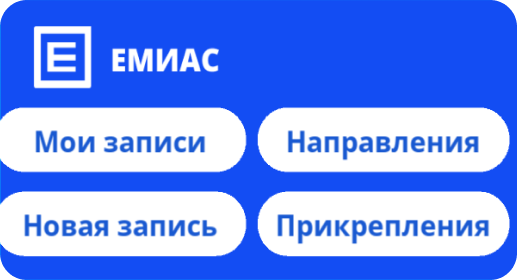 ЕМИАС
Мои записи
Направления
Новая запись
Прикрепления